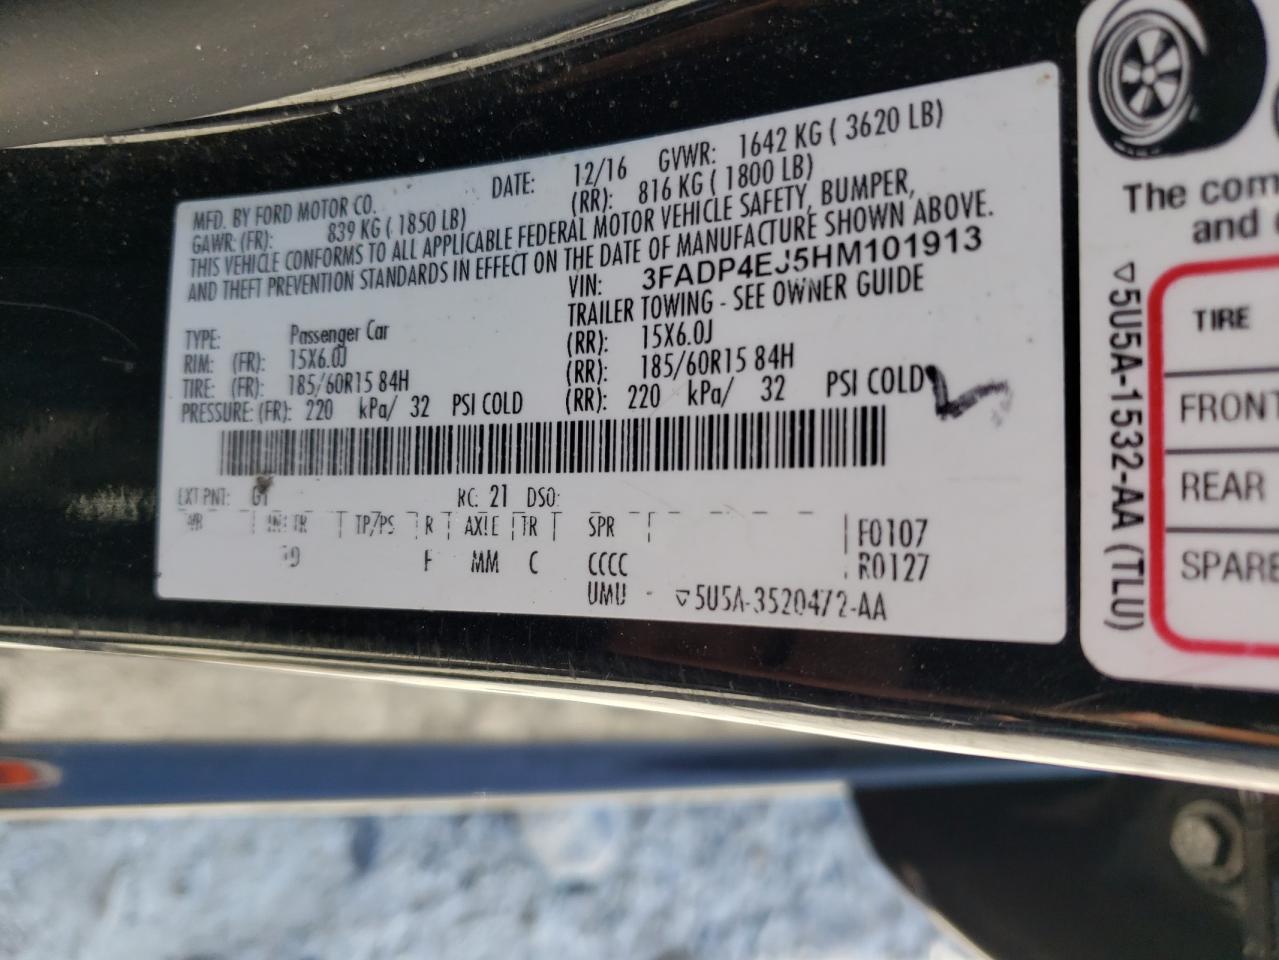 MFD. BY FORD MOTOR CO. DATE: 12/16 GVWR: 1642 KG ( 3620 LB)
GAWR: (FR): 839 KG ( 1850 LB) (RR): 816 KG ( 1800 LB)
THIS VEHICLE CONFORMS TO ALL APPLICABLE FEDERAL MOTOR VEHICLE SAFETY, BUMPER,
AND THEFT PREVENTION STANDARDS IN EFFECT ON THE DATE OF MANUFACTURE SHOWN ABOVE.
VIN: 3FADP4EJ5HM101913
TRAILER TOWING - SEE OWNER GUIDE
TYPE: Passenger Car
RIM: (FR): 15X6.0J (RR): 15X6.0J
TIRE: (FR): 185/60R15 84H (RR): 185/60R15 84H
PRESSURE: (FR): 220 kPa/ 32 PSI COLD (RR): 220 kPa/ 32 PSI COLD
EXT PNT: G1 RC: 21 DSO:
WB TR TP/PS R AXLE TR SPR F0107
F MM C CCCC R0127
UMU ▽5U5A-3520472-AA
▽5U5A-1532-AA (TLU)
The com
and
TIRE
FRONT
REAR
SPARE